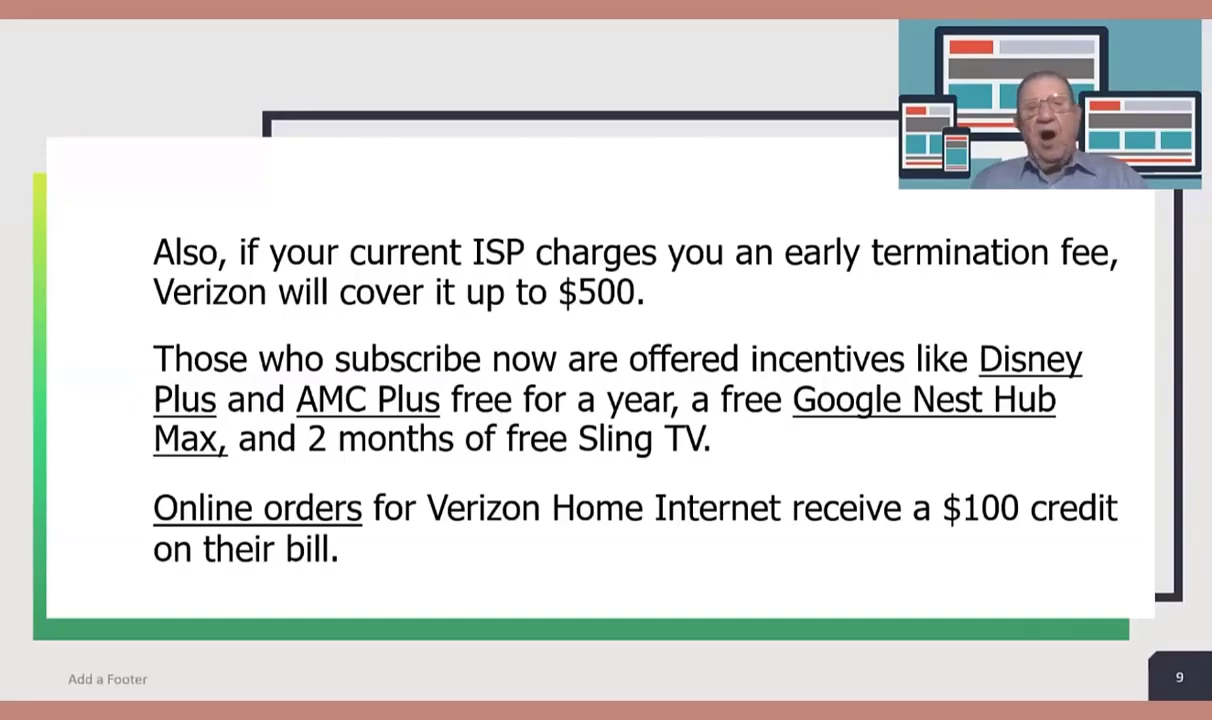 Also, if your current ISP charges you an early termination fee,
Verizon will cover it up to $500.
Those who subscribe now are offered incentives like Disney
Plus and AMC Plus free for a year, a free Google Nest Hub
Max, and 2 months of free Sling TV.
Online orders for Verizon Home Internet receive a $100 credit
on their bill.
Add a Footer
9